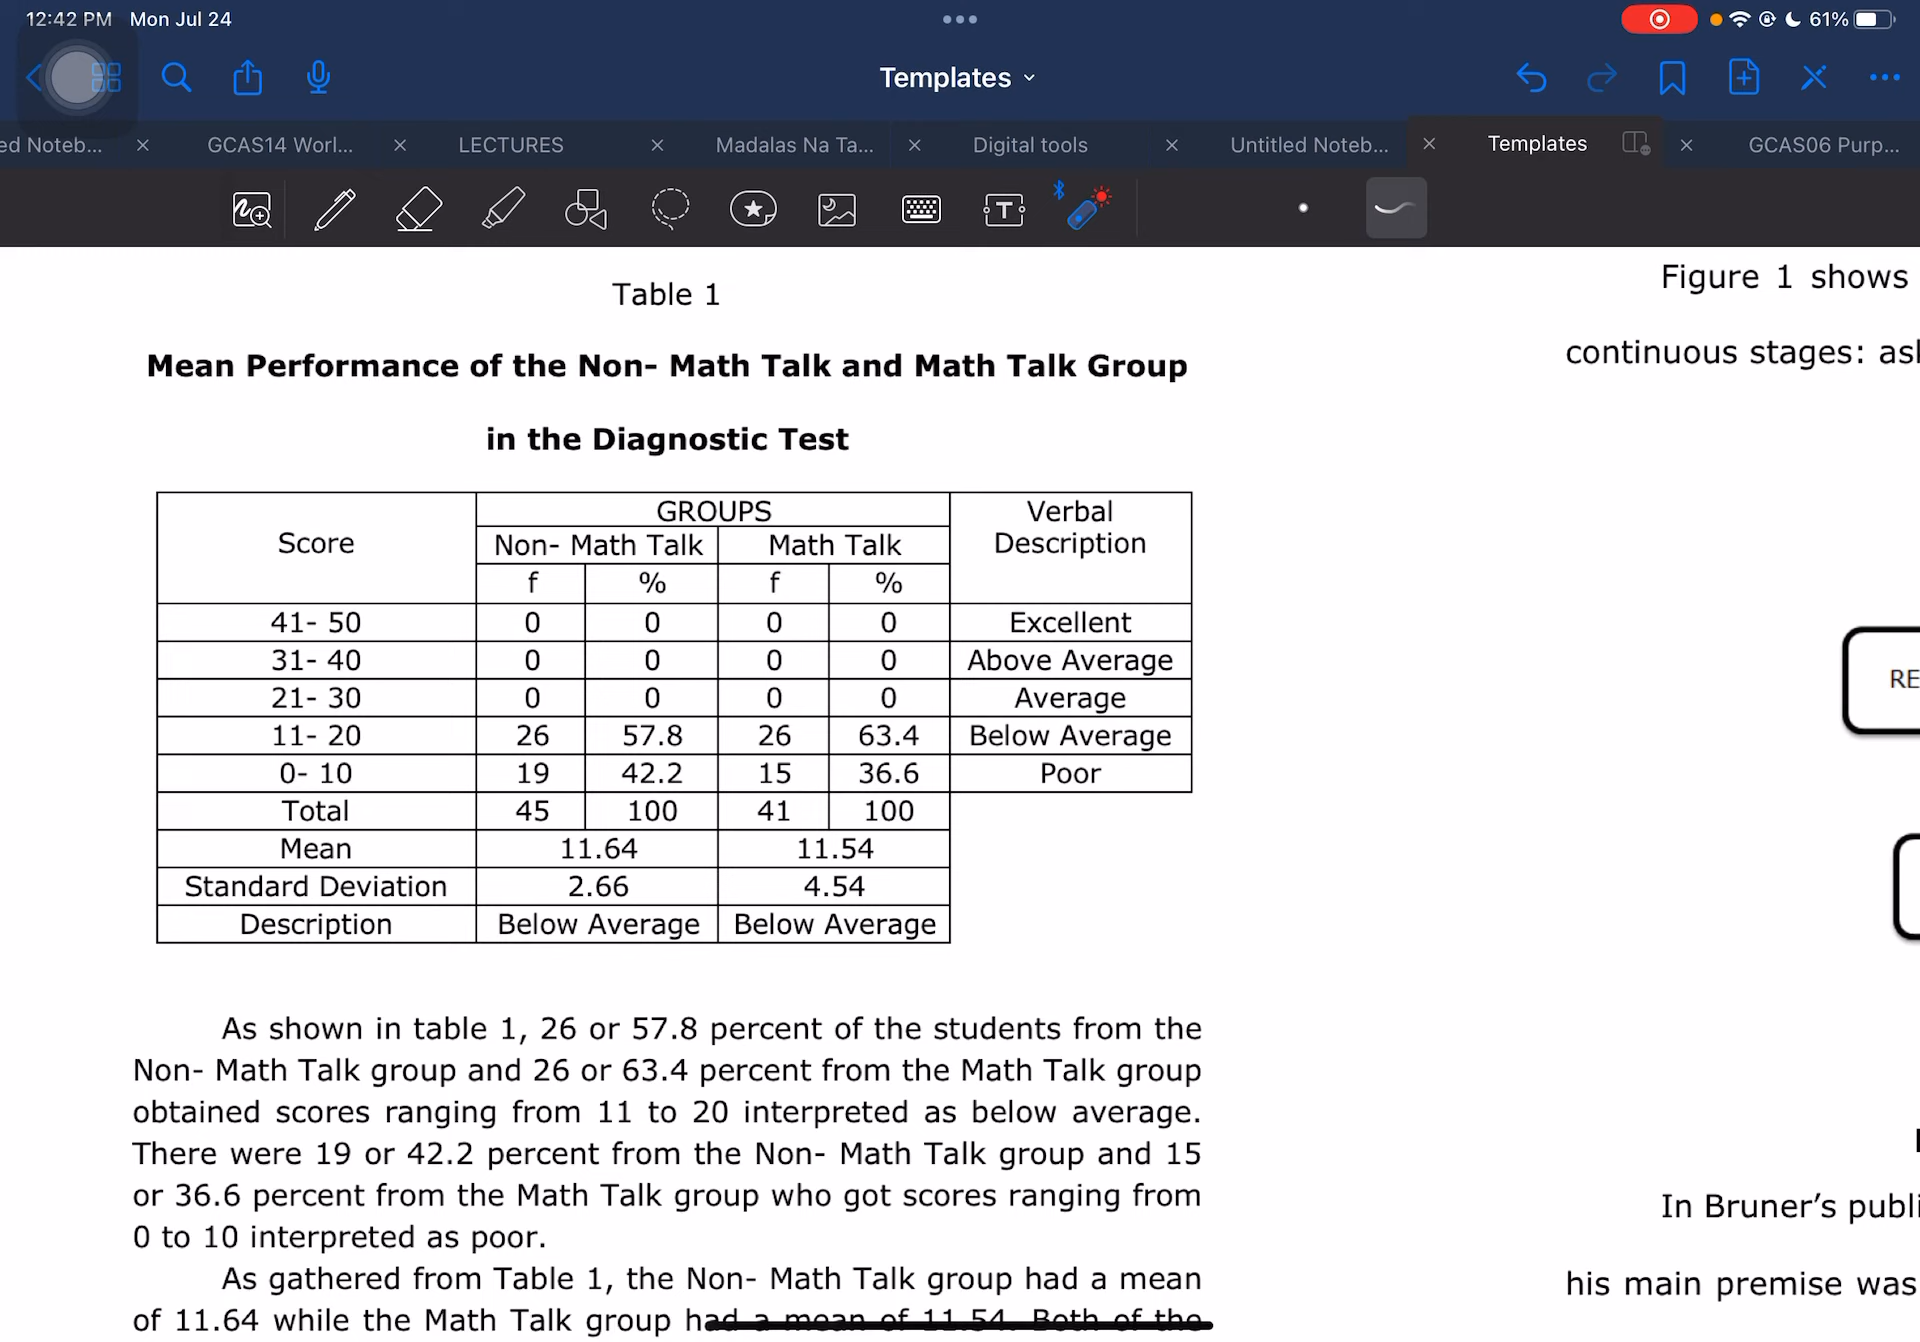 12:42 PM Mon Jul 24
61%
Templates
ed Noteb...
GCAS14 Worl...
LECTURES
Madalas Na Ta...
Digital tools
Untitled Noteb...
Templates
GCAS06 Purp...
Table 1
Mean Performance of the Non- Math Talk and Math Talk Group
in the Diagnostic Test
Score GROUPS Verbal Description
Non- Math Talk Math Talk
f % f %
41- 50 0 0 0 0 Excellent
31- 40 0 0 0 0 Above Average
21- 30 0 0 0 0 Average
11- 20 26 57.8 26 63.4 Below Average
0- 10 19 42.2 15 36.6 Poor
Total 45 100 41 100
Mean 11.64 11.54
Standard Deviation 2.66 4.54
Description Below Average Below Average
As shown in table 1, 26 or 57.8 percent of the students from the
Non- Math Talk group and 26 or 63.4 percent from the Math Talk group
obtained scores ranging from 11 to 20 interpreted as below average.
There were 19 or 42.2 percent from the Non- Math Talk group and 15
or 36.6 percent from the Math Talk group who got scores ranging from
0 to 10 interpreted as poor.
As gathered from Table 1, the Non- Math Talk group had a mean
of 11.64 while the Math Talk group had a mean of 11.54. Both of the
Figure 1 shows
continuous stages: as
RE
In Bruner's publi
his main premise was